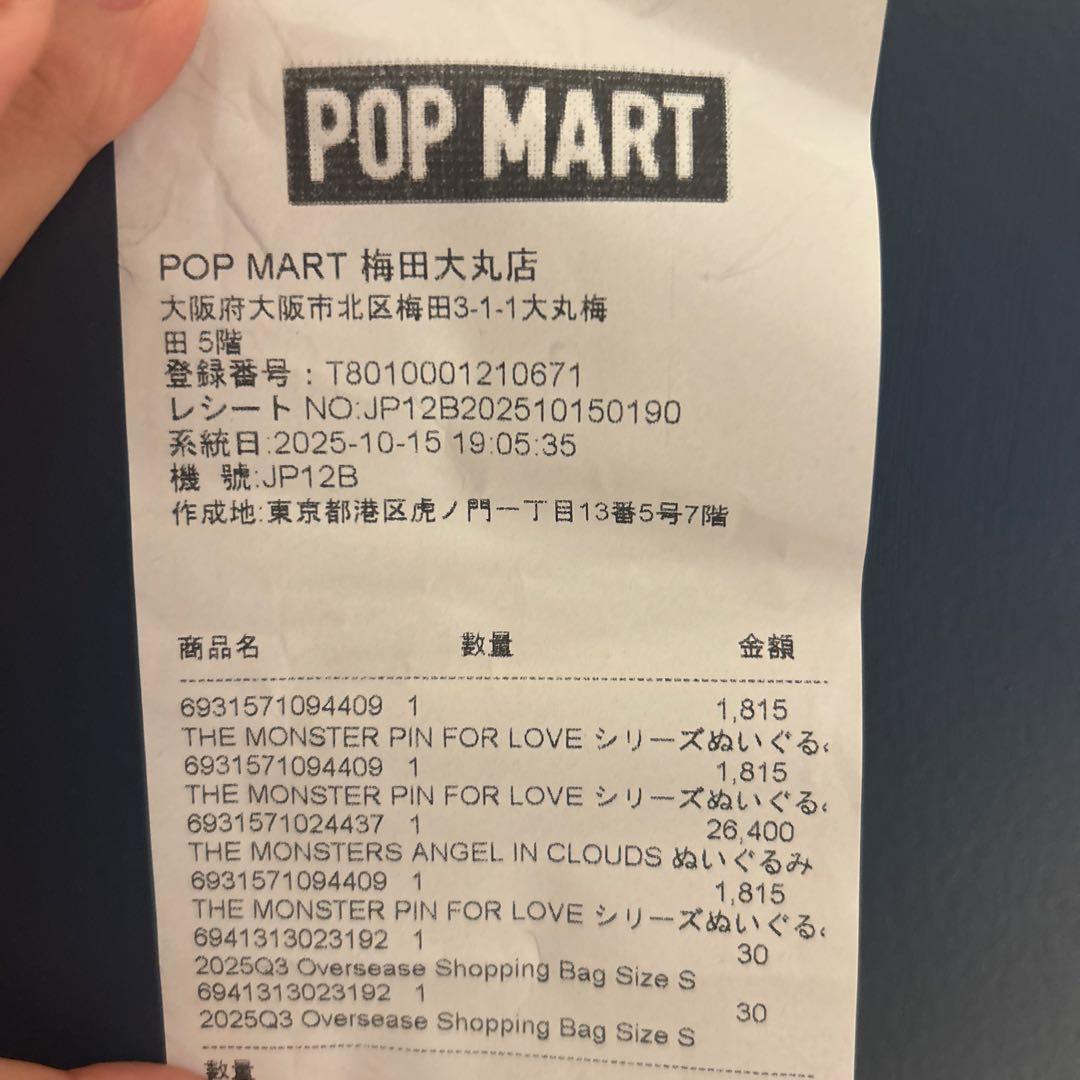 POP MART
POP MART 梅田大丸店
大阪府大阪市北区梅田3-1-1大丸梅
田 5階
登録番号：T8010001210671
レシート NO:JP12B202510150190
系統日:2025-10-15 19:05:35
機 號:JP12B
作成地:東京都港区虎ノ門一丁目13番5号7階
商品名 數量 金額
6931571094409 1 1,815
THE MONSTER PIN FOR LOVE シリーズぬいぐる
6931571094409 1 1,815
THE MONSTER PIN FOR LOVE シリーズぬいぐる
6931571024437 1 26,400
THE MONSTERS ANGEL IN CLOUDS ぬいぐるみ
6931571094409 1 1,815
THE MONSTER PIN FOR LOVE シリーズぬいぐる
6941313023192 1 30
2025Q3 Oversease Shopping Bag Size S
6941313023192 1 30
2025Q3 Oversease Shopping Bag Size S
數量